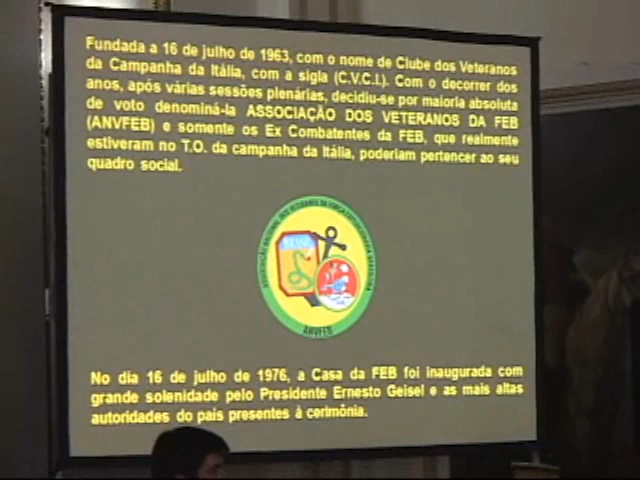 Fundada a 16 de julho de 1963, com o nome de Clube dos Veteranos
da Campanha da Itália, com a sigla (C.V.C.I.). Com o decorrer dos
anos, após várias sessões plenárias, decidiu-se por maioria absoluta
de voto denominá-la ASSOCIAÇÃO DOS VETERANOS DA FEB
(ANVFEB) e somente os Ex Combatentes da FEB, que realmente
estiveram no T.O. da campanha da Itália, poderiam pertencer ao seu
quadro social.
BRASIL
ANVFEB
No dia 16 de julho de 1976, a Casa da FEB foi inaugurada com
grande solenidade pelo Presidente Ernesto Geisel e as mais altas
autoridades do país presentes à cerimônia.